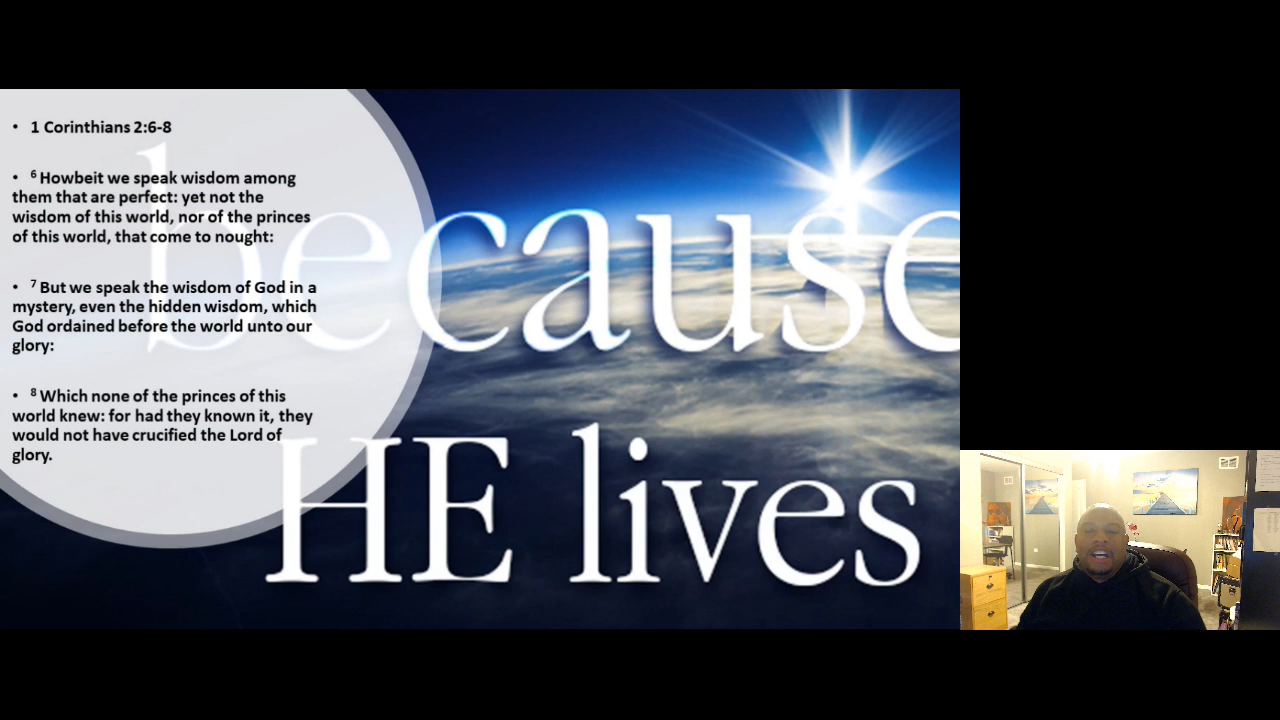 • 1 Corinthians 2:6-8
• 6 Howbeit we speak wisdom among
them that are perfect: yet not the
wisdom of this world, nor of the princes
of this world, that come to nought:
• 7 But we speak the wisdom of God in a
mystery, even the hidden wisdom, which
God ordained before the world unto our
glory:
• 8 Which none of the princes of this
world knew: for had they known it, they
would not have crucified the Lord of
glory.
because
HE lives